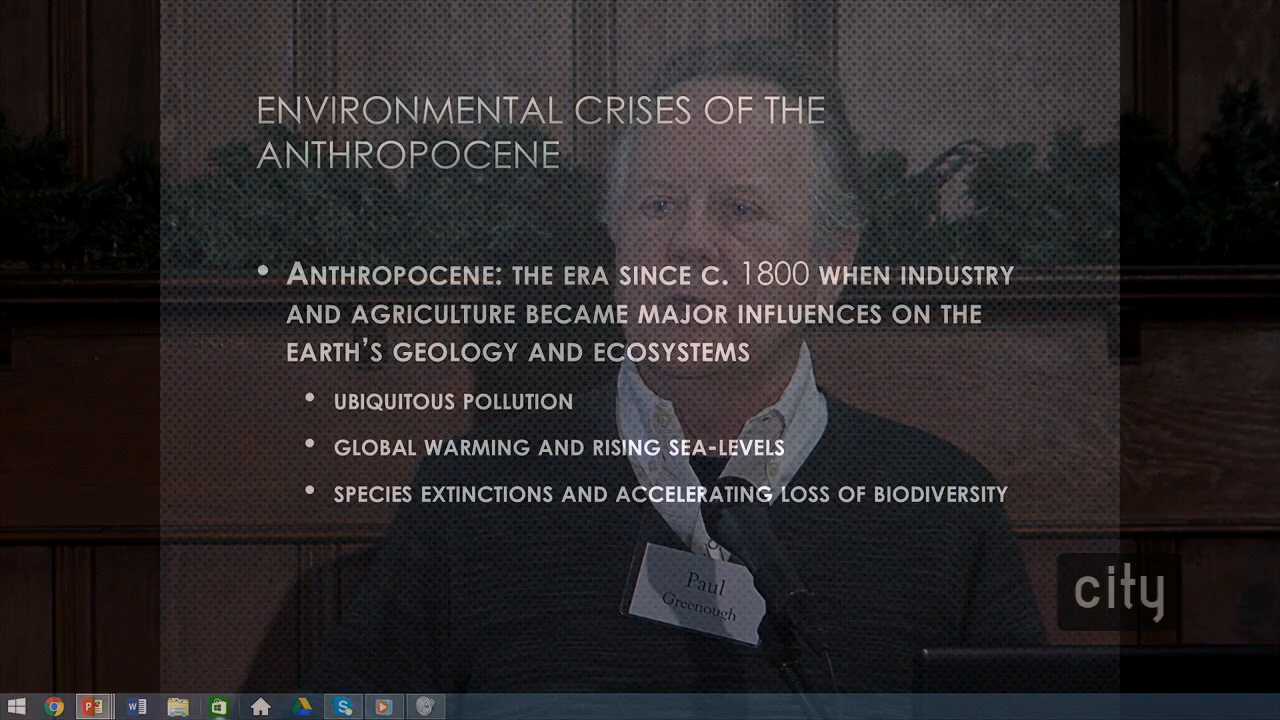 ENVIRONMENTAL CRISES OF THE
ANTHROPOCENE
• ANTHROPOCENE: THE ERA SINCE C. 1800 WHEN INDUSTRY
AND AGRICULTURE BECAME MAJOR INFLUENCES ON THE
EARTH'S GEOLOGY AND ECOSYSTEMS
• UBIQUITOUS POLLUTION
• GLOBAL WARMING AND RISING SEA-LEVELS
• SPECIES EXTINCTIONS AND ACCELERATING LOSS OF BIODIVERSITY
Paul
Greenough
city